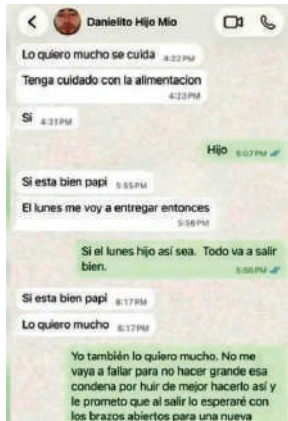 Danielito Hijo Mio
Lo quiero mucho se cuida 4:22 PM
Tenga cuidado con la alimentacion
4:23 PM
Si 4:31 PM
Hijo 5:07 PM
Si esta bien papi 5:55 PM
El lunes me voy a entregar entonces
5:56 PM
Si el lunes hijo así sea. Todo va a salir
bien. 5:56 PM
Si esta bien papi 6:17 PM
Lo quiero mucho 6:17 PM
Yo también lo quiero mucho. No me
vaya a fallar para no hacer grande esa
condena por huir de mejor hacerlo así y
le prometo que al salir lo esperaré con
los brazos abiertos para una nueva